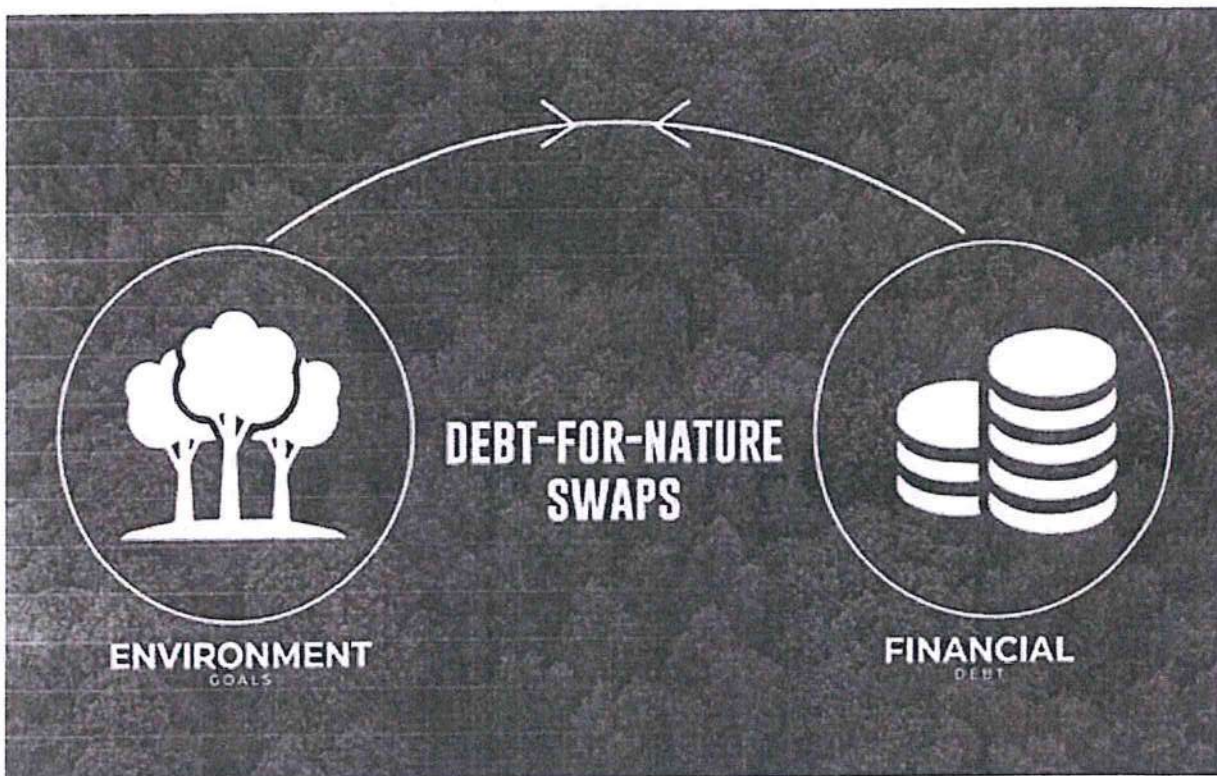 DEBT-FOR-NATURE
SWAPS
ENVIRONMENT
GOALS
FINANCIAL
DEBT